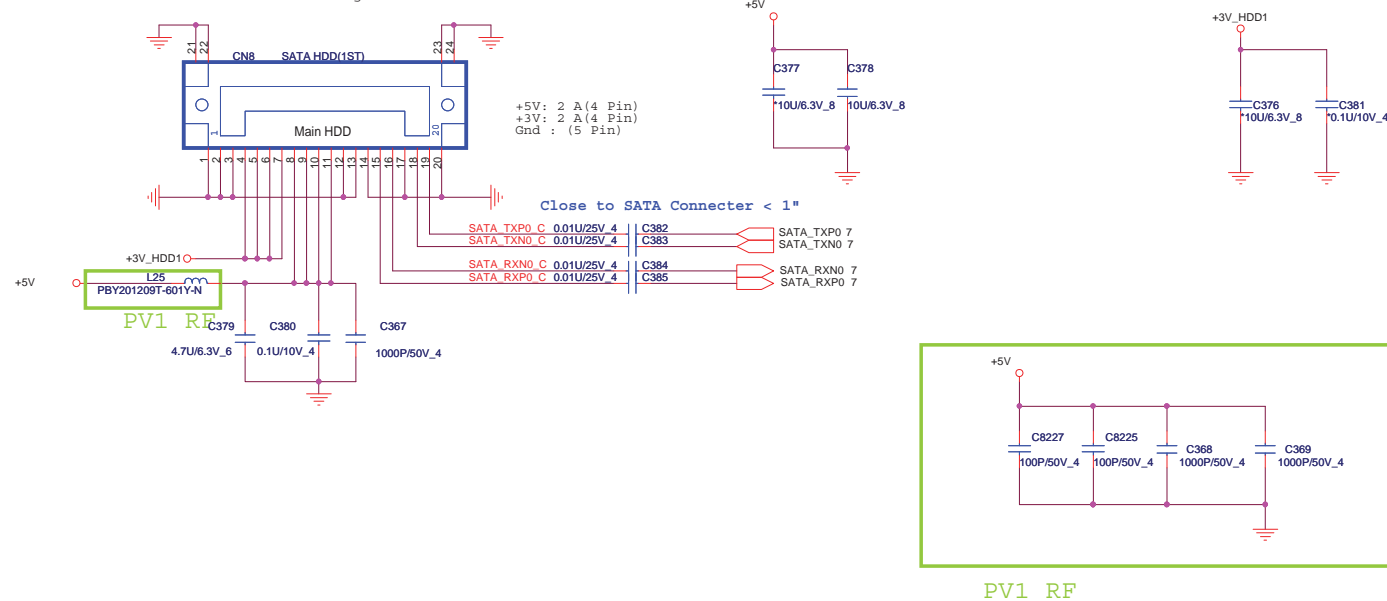 +5V
+3V_HDD1
21
22
23
24
CN8 SATA HDD(1ST)
Main HDD
1
20
+5V: 2 A(4 Pin)
+3V: 2 A(4 Pin)
Gnd : (5 Pin)
1 2 3 4 5 6 7 8 9 10 11 12 13 14 15 16 17 18 19 20
C377
*10U/6.3V_8
C378
10U/6.3V_8
C376
*10U/6.3V_8
C381
*0.1U/10V_4
Close to SATA Connecter < 1"
SATA_TXP0_C 0.01U/25V_4 C382 SATA_TXP0 7
SATA_TXN0_C 0.01U/25V_4 C383 SATA_TXN0 7
SATA_RXN0_C 0.01U/25V_4 C384 SATA_RXN0 7
SATA_RXP0_C 0.01U/25V_4 C385 SATA_RXP0 7
+3V_HDD1
+5V
L25
PBY201209T-601Y-N
PV1 RF
C379
4.7U/6.3V_6
C380
0.1U/10V_4
C367
1000P/50V_4
+5V
C8227
100P/50V_4
C8225
100P/50V_4
C368
1000P/50V_4
C369
1000P/50V_4
PV1 RF